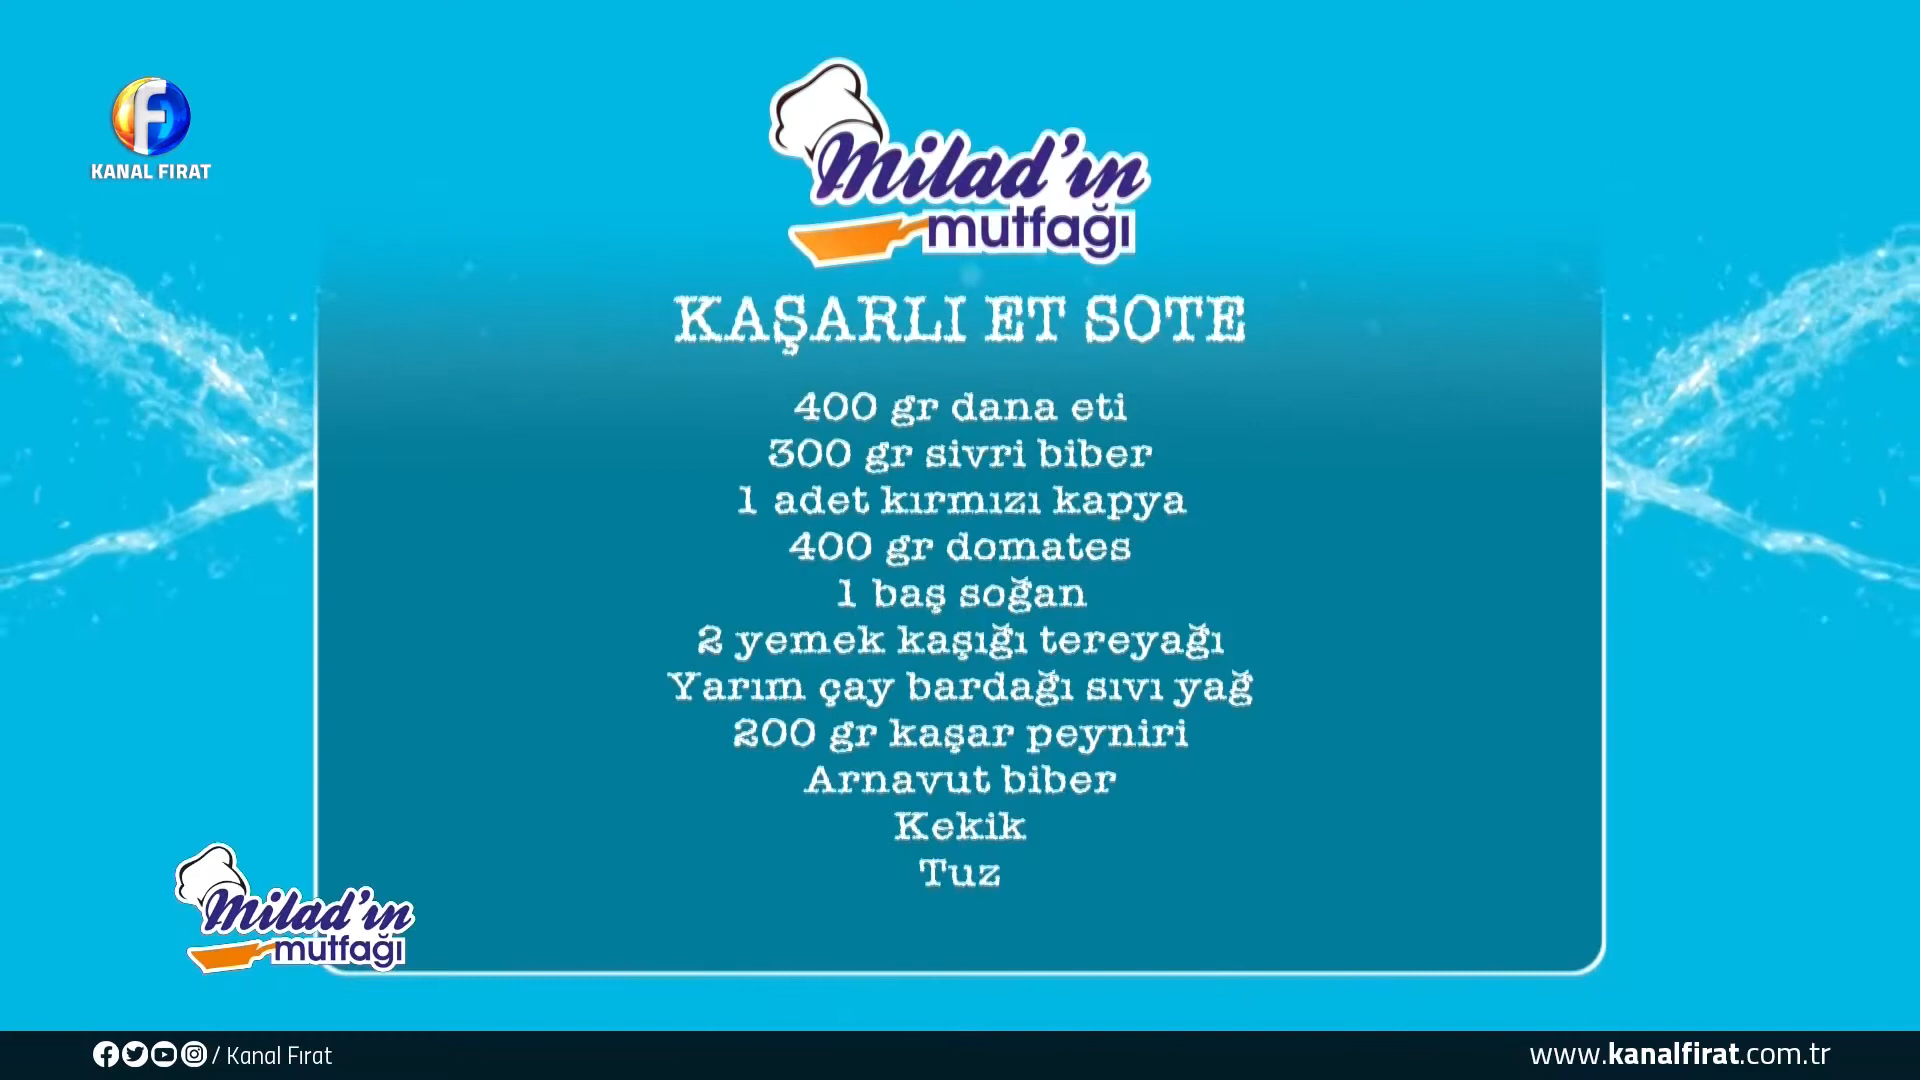 KANAL FIRAT
Milad'ın
mutfağı
KAŞARLI ET SOTE
400 gr dana eti
300 gr sivri biber
1 adet kırmızı kapya
400 gr domates
1 baş soğan
2 yemek kaşığı tereyağı
Yarım çay bardağı sıvı yağ
200 gr kaşar peyniri
Arnavut biber
Kekik
Tuz
Milad'ın
mutfağı
/ Kanal Fırat
www.kanalfirat.com.tr